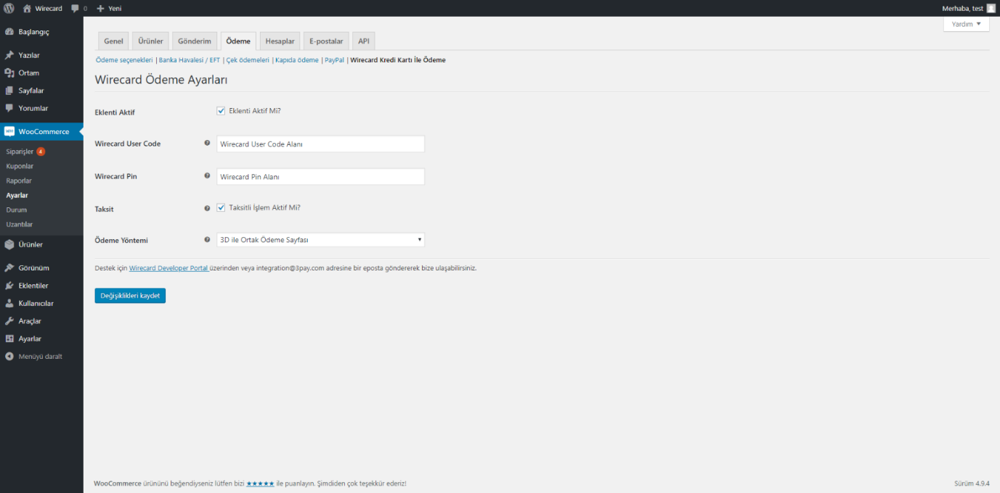 Wirecard 0 Yeni Merhaba, test
Yardım ▼
Başlangıç
Yazılar
Ortam
Sayfalar
Yorumlar
WooCommerce
Siparişler 4
Kuponlar
Raporlar
Ayarlar
Durum
Uzantılar
Ürünler
Görünüm
Eklentiler
Kullanıcılar
Araçlar
Ayarlar
Menüyü daralt
Genel Ürünler Gönderim Ödeme Hesaplar E-postalar API
Ödeme seçenekleri | Banka Havalesi / EFT | Çek ödemeleri | Kapıda ödeme | PayPal | Wirecard Kredi Kartı İle Ödeme
Wirecard Ödeme Ayarları
Eklenti Aktif Eklenti Aktif Mi?
Wirecard User Code Wirecard User Code Alanı
Wirecard Pin Wirecard Pin Alanı
Taksit Taksitli İşlem Aktif Mi?
Ödeme Yöntemi 3D ile Ortak Ödeme Sayfası
Destek için Wirecard Developer Portal üzerinden veya integration@3pay.com adresine bir eposta göndererek bize ulaşabilirsiniz.
Değişiklikleri kaydet
WooCommerce ürününü beğendiyseniz lütfen bizi ★★★★★ ile puanlayın. Şimdiden çok teşekkür ederiz! Sürüm 4.9.4